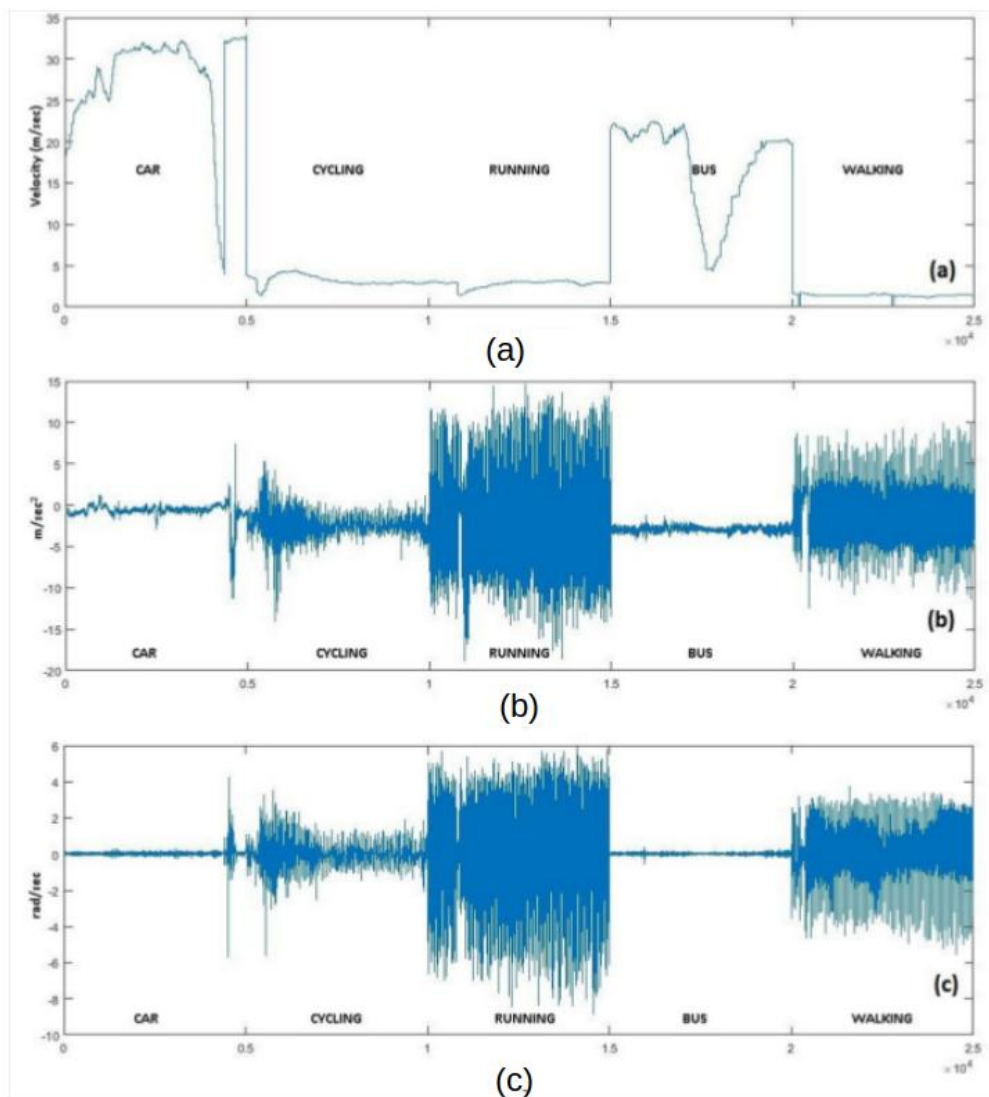 35
30
25
20
15
10
5
0
Velocity (m/sec)
CAR CYCLING RUNNING BUS WALKING
(a)
0 0.5 1 1.5 2 2.5
× 10⁴
(a)
15
10
5
0
-5
-10
-15
-20
m/sec²
(b)
CAR CYCLING RUNNING BUS WALKING
0 0.5 1 1.5 2 2.5
× 10⁴
(b)
6
4
2
0
-2
-4
-6
-8
-10
rad/sec
(c)
CAR CYCLING RUNNING BUS WALKING
0 0.5 1 1.5 2 2.5
× 10⁴
(c)